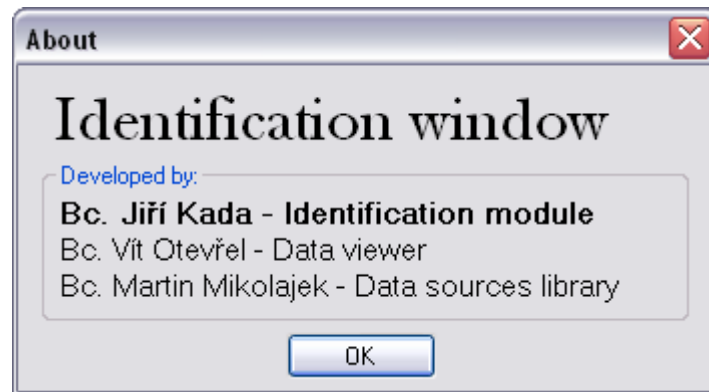 About
Identification window
Developed by:
Bc. Jiří Kada - Identification module
Bc. Vít Otevřel - Data viewer
Bc. Martin Mikolajek - Data sources library
OK